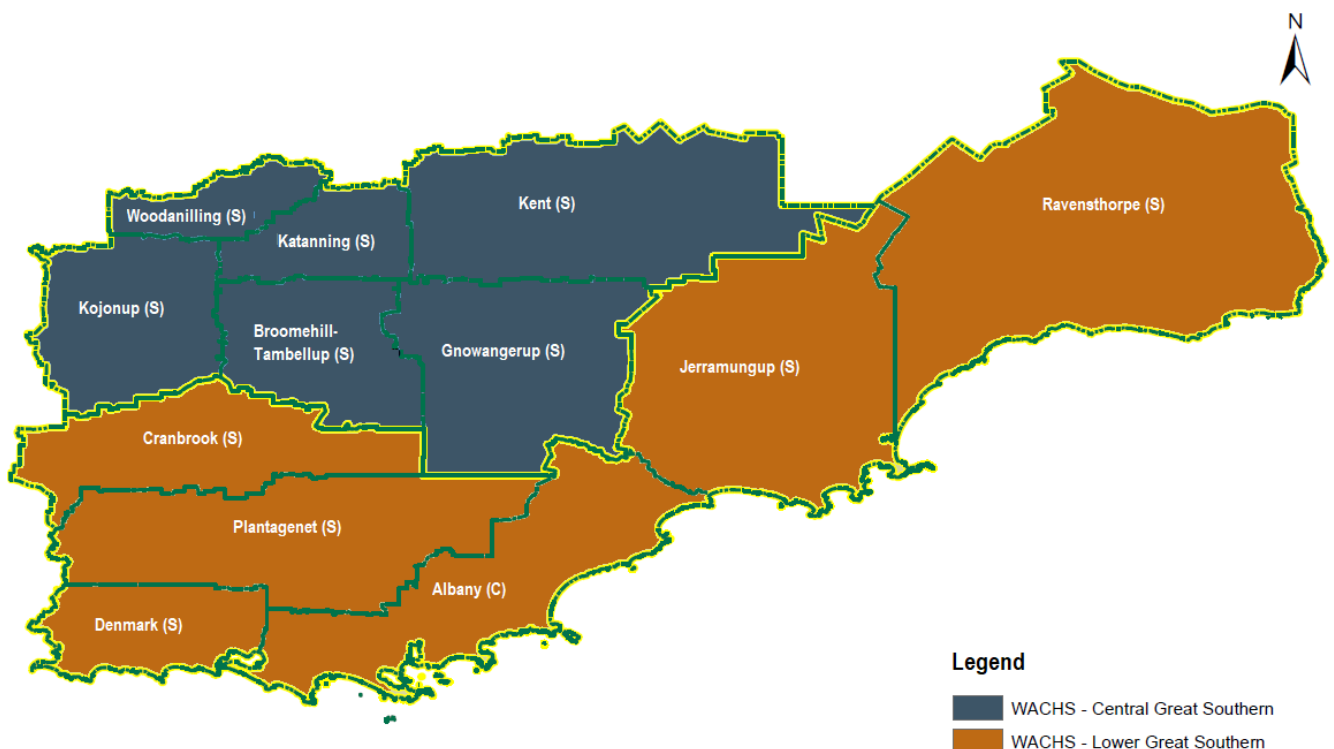 N
Ravensthorpe (S)
Kent (S)
Woodanilling (S)
Katanning (S)
Kojonup (S)
Broomehill-
Tambellup (S)
Gnowangerup (S)
Jerramungup (S)
Cranbrook (S)
Plantagenet (S)
Albany (C)
Denmark (S)
Legend
WACHS - Central Great Southern
WACHS - Lower Great Southern